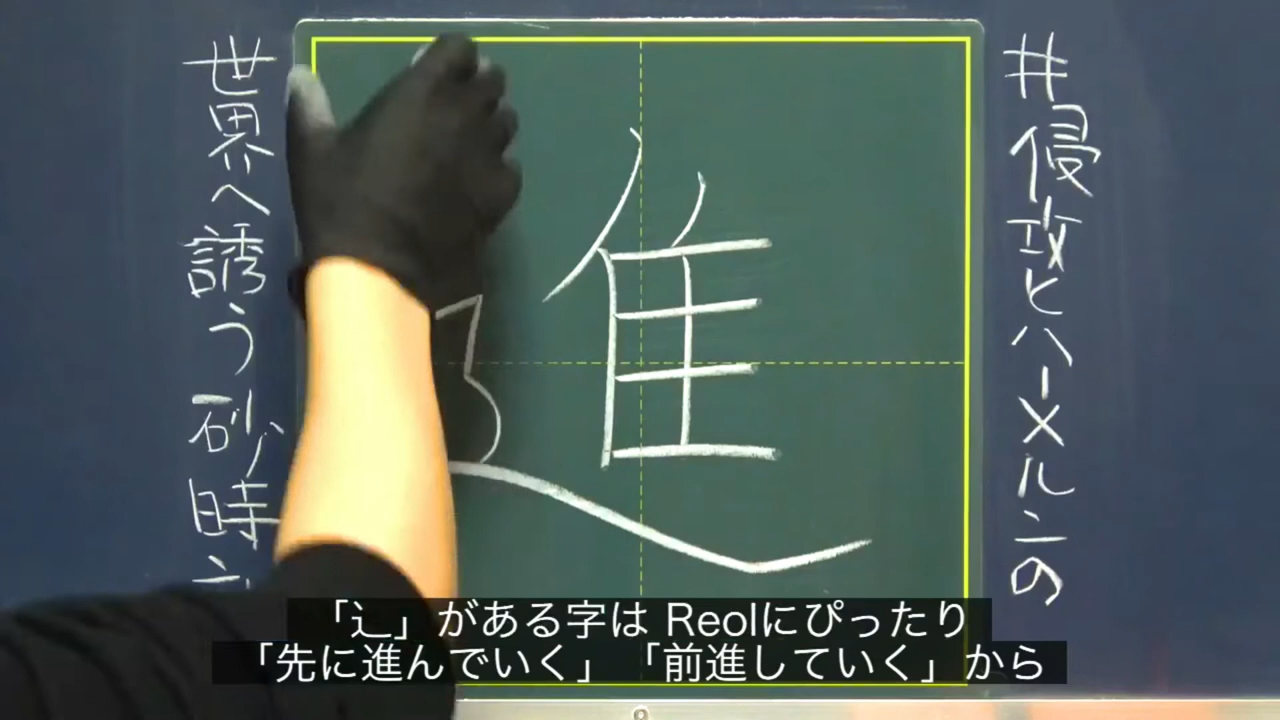 #侵攻とハーメルンの
世界へ誘う砂時計
進
「辶」がある字は Reolにぴったり
「先に進んでいく」「前進していく」から